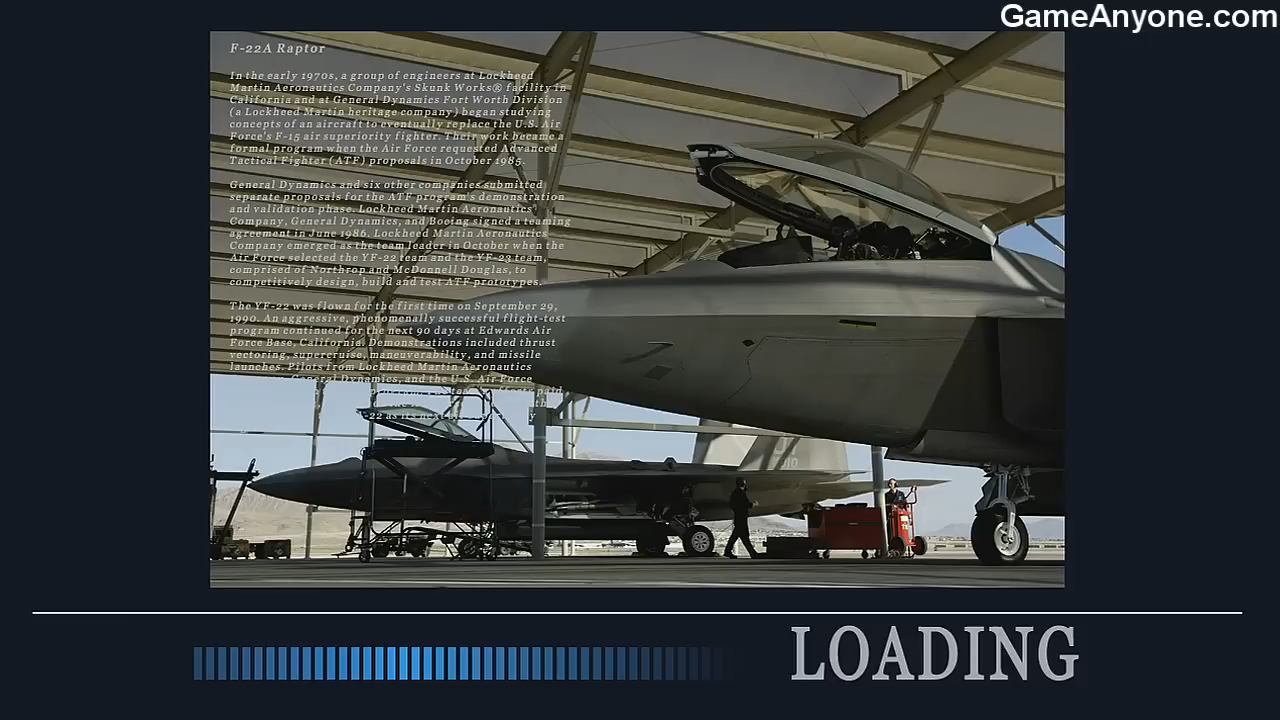 GameAnyone.com
F-22A Raptor
In the early 1970s, a group of engineers at Lockheed
Martin Aeronautics Company's Skunk Works® facility in
California and at General Dynamics Fort Worth Division
(a Lockheed Martin heritage company) began studying
concepts of an aircraft to eventually replace the U.S. Air
Force's F-15 air superiority fighter. Their work became a
formal program when the Air Force requested Advanced
Tactical Fighter (ATF) proposals in October 1985.
General Dynamics and six other companies submitted
separate proposals for the ATF program's demonstration
and validation phase. Lockheed Martin Aeronautics
Company, General Dynamics, and Boeing signed a teaming
agreement in June 1986. Lockheed Martin Aeronautics
Company emerged as the team leader in October when the
Air Force selected the YF-22 team and the YF-23 team,
comprised of Northrop and McDonnell Douglas, to
competitively design, build and test ATF prototypes.
The YF-22 was flown for the first time on September 29,
1990. An aggressive, phenomenally successful flight-test
program continued for the next 90 days at Edwards Air
Force Base, California. Demonstrations included thrust
vectoring, supercruise, maneuverability, and missile
launches. Pilots from Lockheed Martin Aeronautics
General Dynamics, and the U.S. Air Force
paid
-22 as its next
LOADING